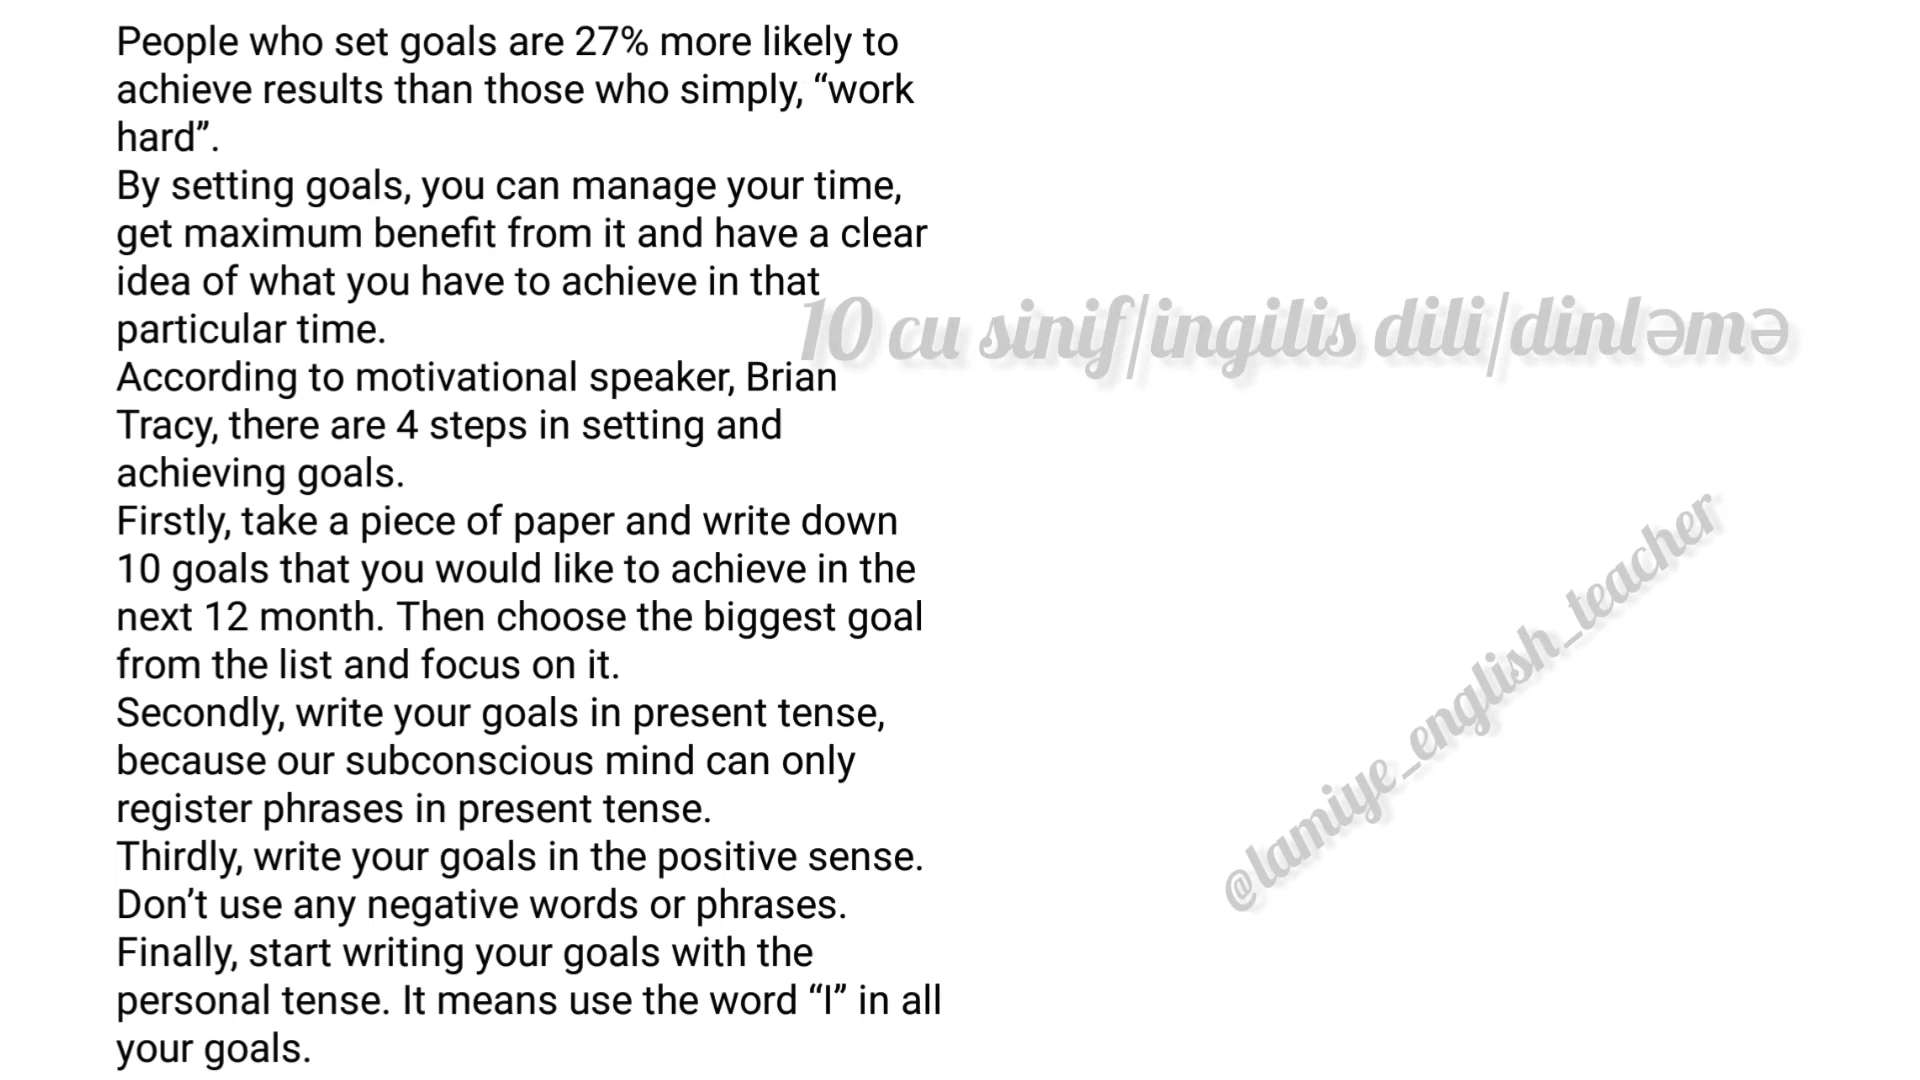 People who set goals are 27% more likely to
achieve results than those who simply, “work
hard”.
By setting goals, you can manage your time,
get maximum benefit from it and have a clear
idea of what you have to achieve in that
particular time.
According to motivational speaker, Brian
Tracy, there are 4 steps in setting and
achieving goals.
Firstly, take a piece of paper and write down
10 goals that you would like to achieve in the
next 12 month. Then choose the biggest goal
from the list and focus on it.
Secondly, write your goals in present tense,
because our subconscious mind can only
register phrases in present tense.
Thirdly, write your goals in the positive sense.
Don’t use any negative words or phrases.
Finally, start writing your goals with the
personal tense. It means use the word “I” in all
your goals.
10 cu sinif/ingilis dili/dinləmə
@lamiye_english_teacher